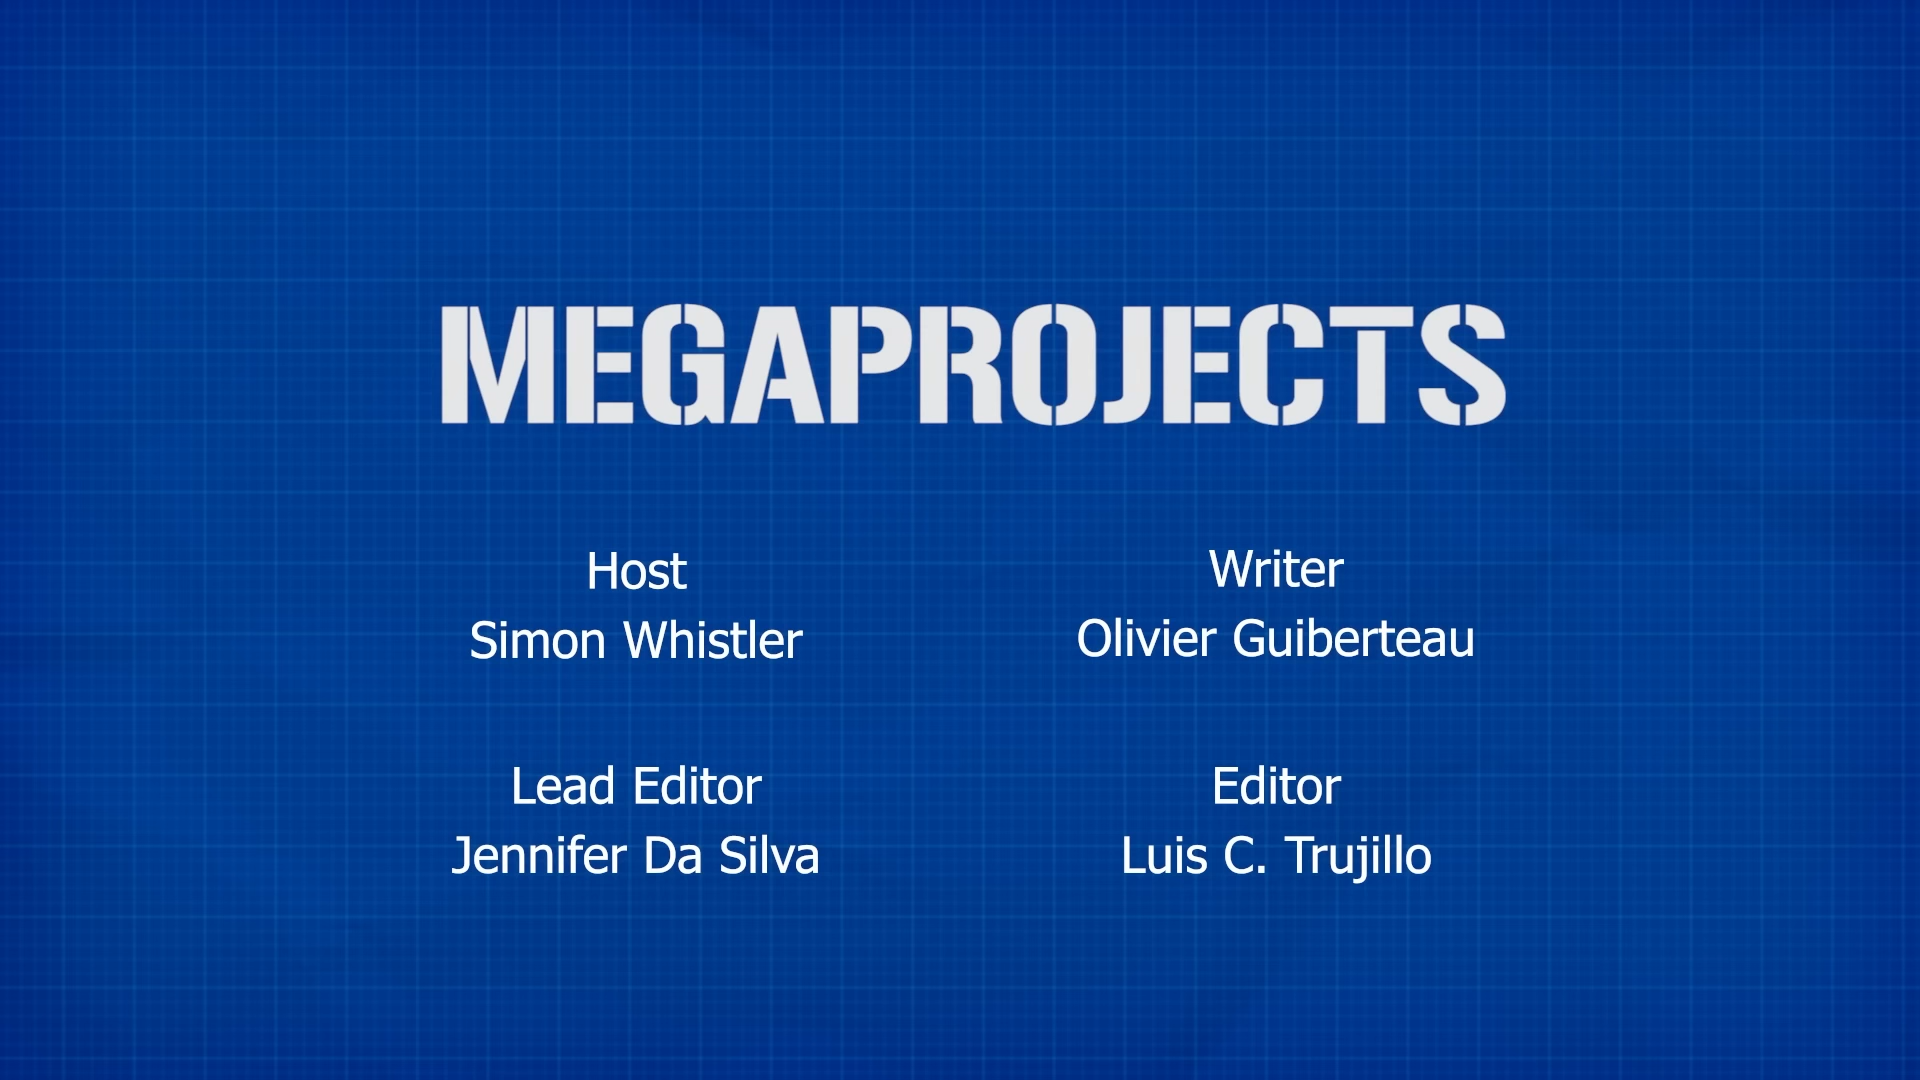 MEGAPROJECTS
Host
Simon Whistler
Writer
Olivier Guiberteau
Lead Editor
Jennifer Da Silva
Editor
Luis C. Trujillo